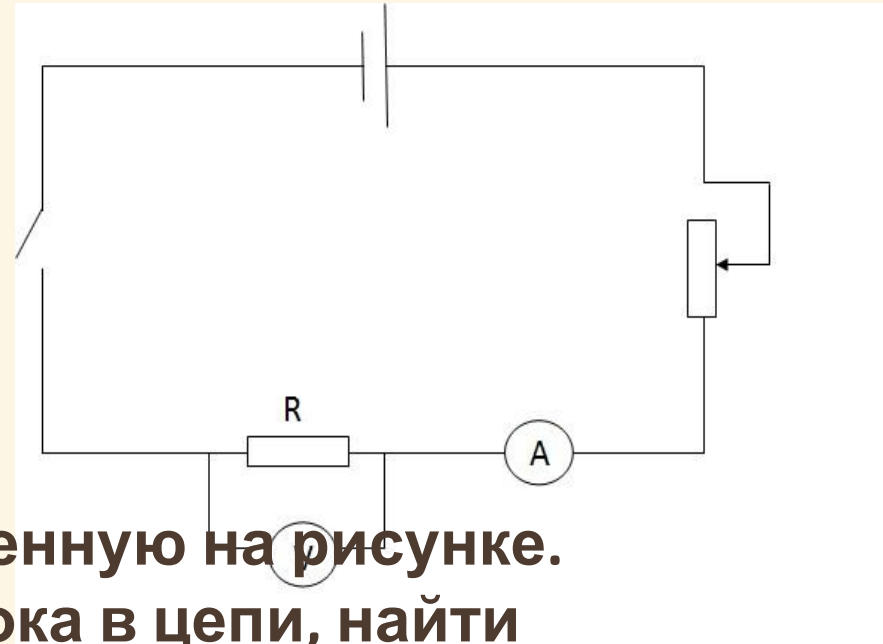 R
A
V
енную на рисунке.
ока в цепи, найти